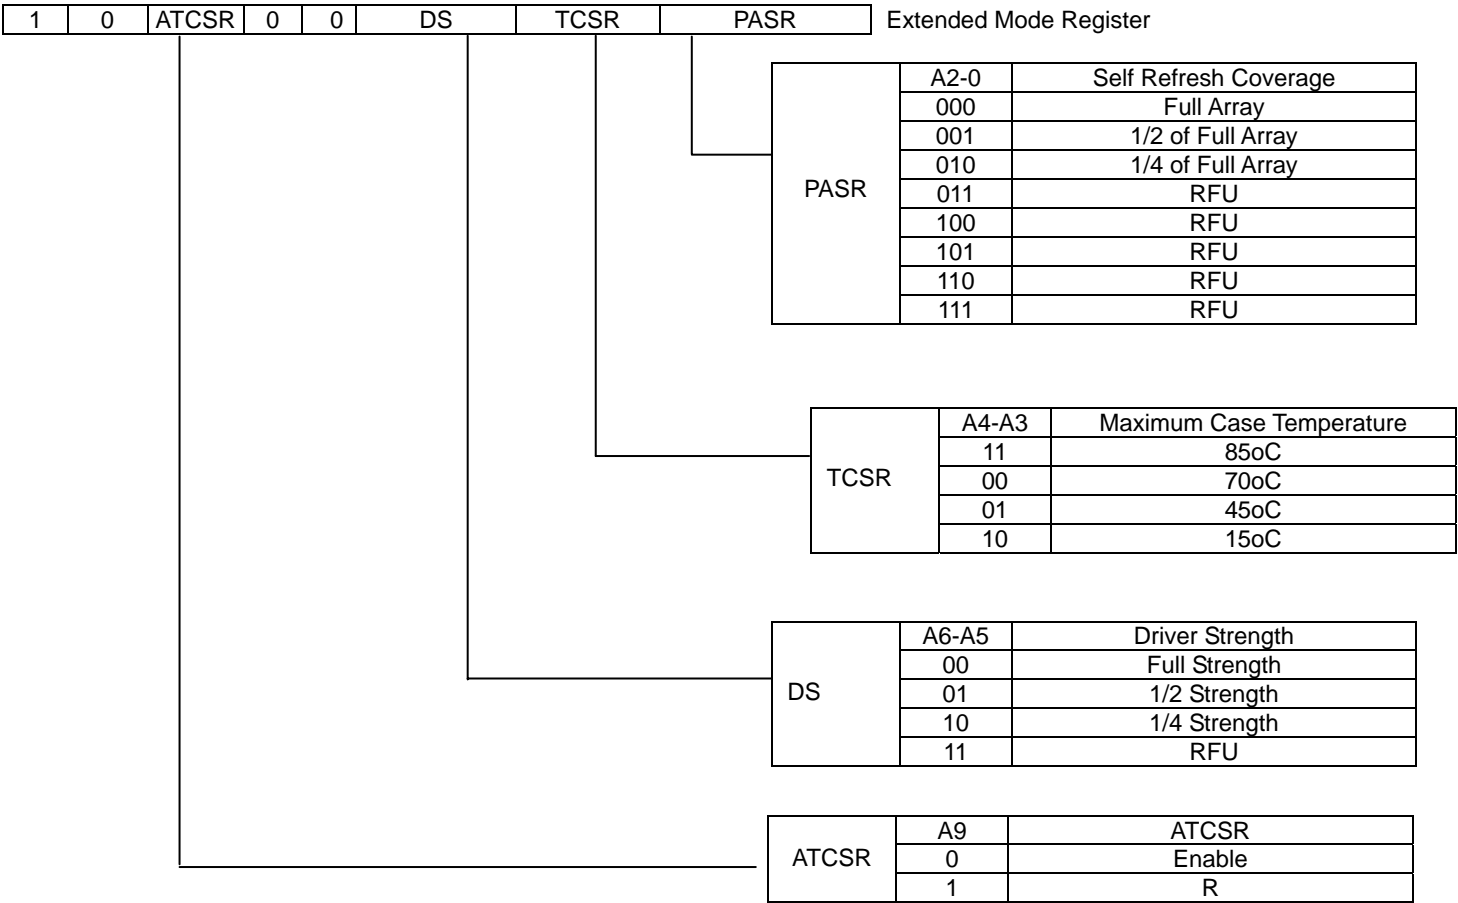 1 0 ATCSR 0 0 DS TCSR PASR Extended Mode Register
A2-0 Self Refresh Coverage
000 Full Array
001 1/2 of Full Array
010 1/4 of Full Array
PASR
011 RFU
100 RFU
101 RFU
110 RFU
111 RFU
A4-A3 Maximum Case Temperature
11 85oC
TCSR
00 70oC
01 45oC
10 15oC
A6-A5 Driver Strength
00 Full Strength
DS
01 1/2 Strength
10 1/4 Strength
11 RFU
A9 ATCSR
ATCSR
0 Enable
1 R